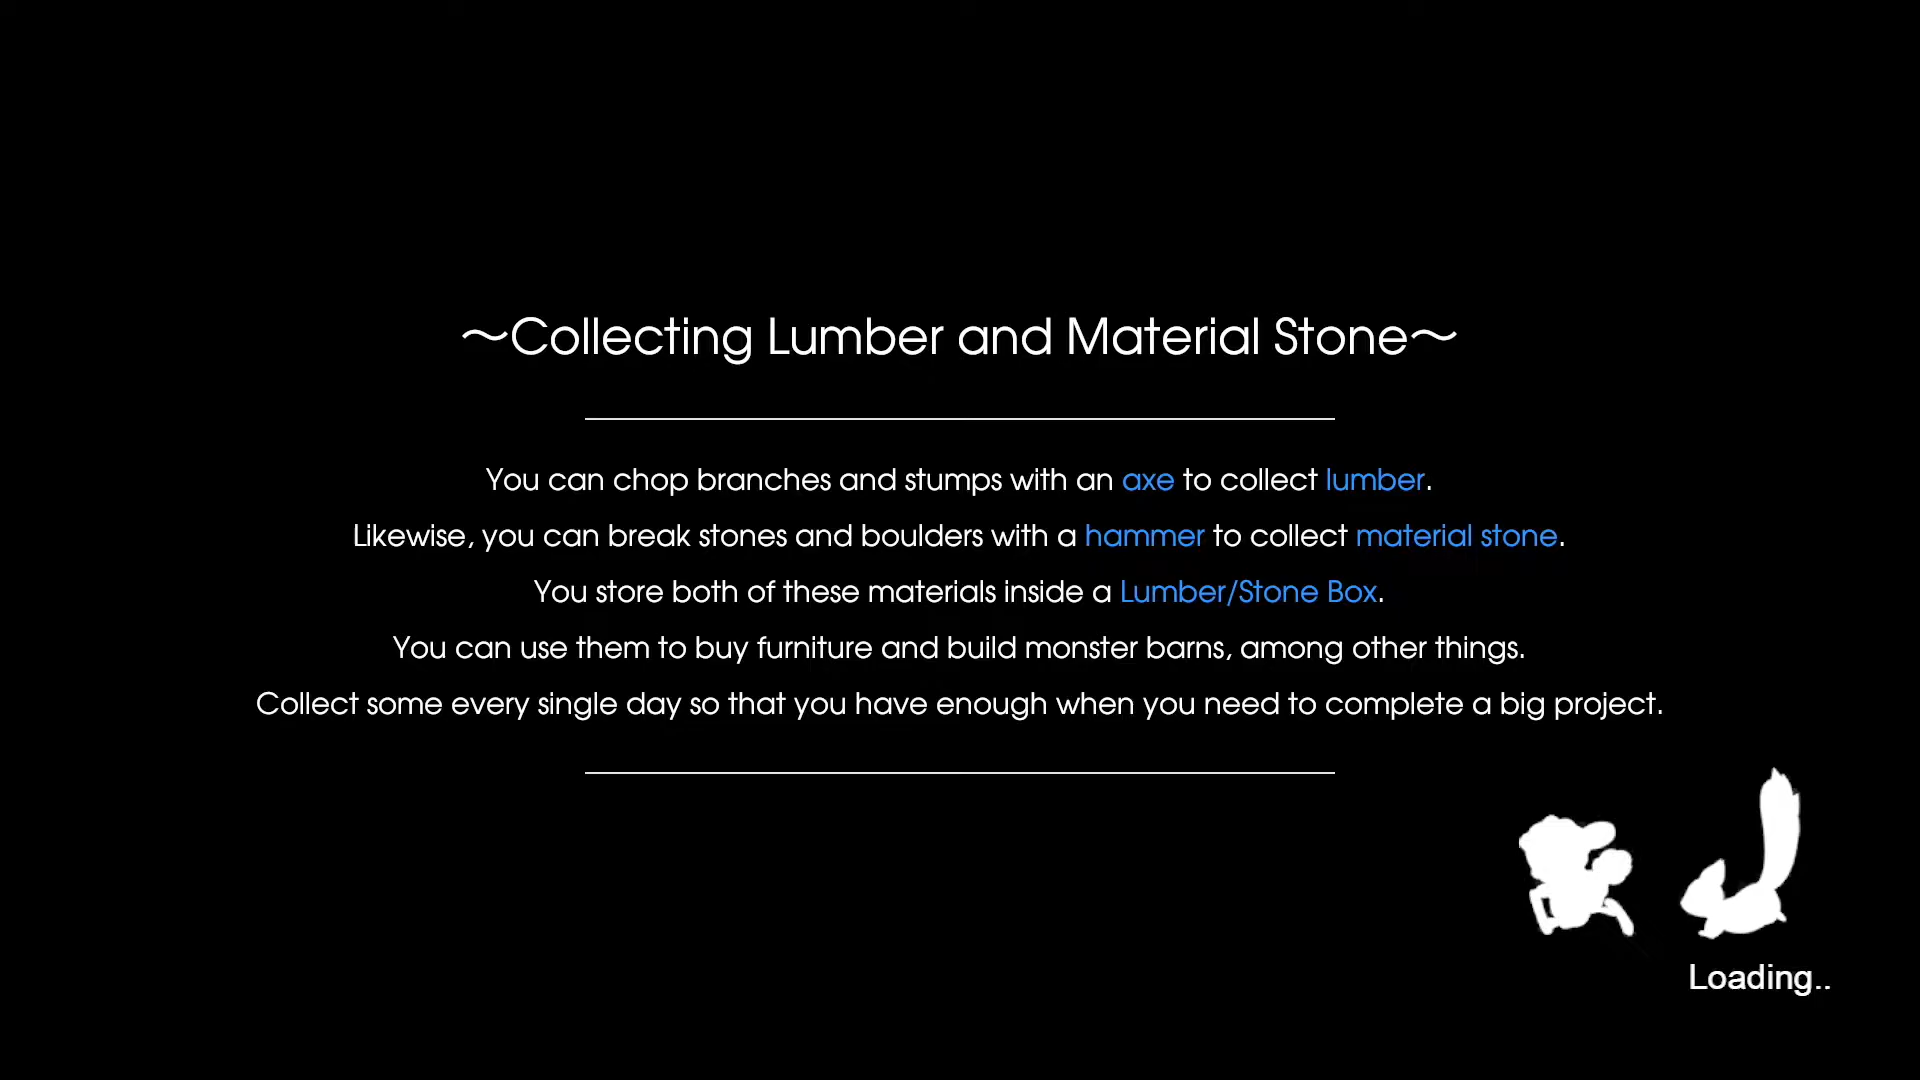 ～Collecting Lumber and Material Stone～
You can chop branches and stumps with an axe to collect lumber.
Likewise, you can break stones and boulders with a hammer to collect material stone.
You store both of these materials inside a Lumber/Stone Box.
You can use them to buy furniture and build monster barns, among other things.
Collect some every single day so that you have enough when you need to complete a big project.
Loading..